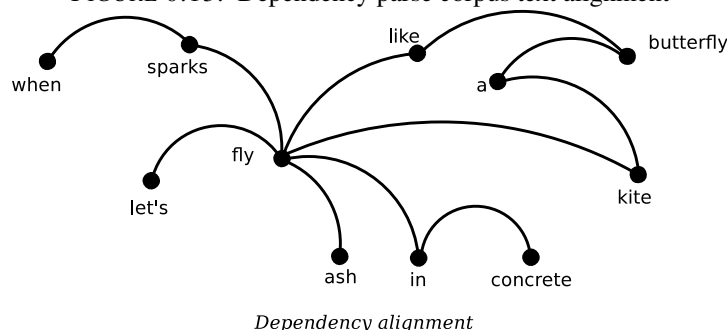 FIGURE 6.15: Dependency parse corpus text alignment
like
butterfly
sparks
when
a
fly
kite
let's
ash
in
concrete
Dependency alignment